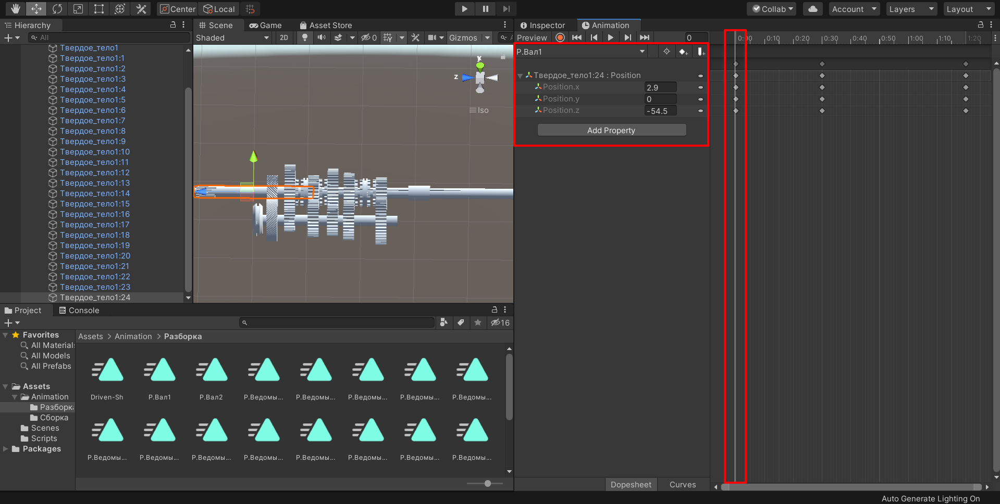 Center
Local
Collab
Account
Layers
Layout
Hierarchy
All
Твердое_тело1
Твердое_тело1:1
Твердое_тело1:2
Твердое_тело1:3
Твердое_тело1:4
Твердое_тело1:5
Твердое_тело1:6
Твердое_тело1:7
Твердое_тело1:8
Твердое_тело1:9
Твердое_тело1:10
Твердое_тело1:11
Твердое_тело1:12
Твердое_тело1:13
Твердое_тело1:14
Твердое_тело1:15
Твердое_тело1:16
Твердое_тело1:17
Твердое_тело1:18
Твердое_тело1:19
Твердое_тело1:20
Твердое_тело1:21
Твердое_тело1:22
Твердое_тело1:23
Твердое_тело1:24
Scene
Game
Asset Store
Shaded
2D
0
Gizmos
y
z
Iso
Inspector
Animation
Preview
0
0:00
0:10
0:20
0:30
0:40
0:50
1:00
1:10
1:20
Р.Вал1
Твердое_тело1:24 : Position
Position.x
2.9
Position.y
0
Position.z
-54.5
Add Property
Dopesheet
Curves
Project
Console
16
Favorites
All Materials
All Models
All Prefabs
Assets
Animation
Разборка
Сборка
Scenes
Scripts
Packages
Assets > Animation > Разборка
Driven-Sh
Р.Вал1
Р.Вал2
Р.Ведомы...
Р.Ведомы...
Р.Ведомы...
Р.Ведомы...
Р.Ведомы...
Р.Ведомы...
Р.Ведомы...
Р.Ведомы...
Р.Ведомы...
Р.Ведомы...
Р.Ведомы...
Р.Ведомы...
Р.Ведомы...
Auto Generate Lighting On